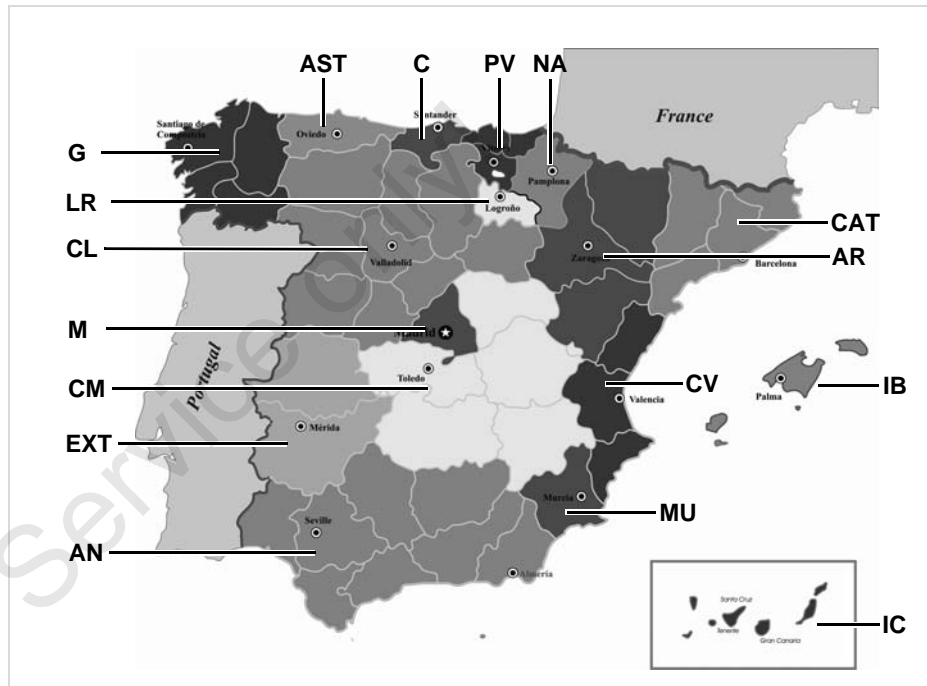 AST C PV NA
Santander
France
Santiago de
Compostela
Oviedo
G
Pamplona
LR
Logroño
CAT
CL
Valladolid
Zaragoza
AR
Barcelona
M
Madrid
Portugal
Toledo
CM
CV
IB
Palma
Valencia
EXT
Mérida
Murcia
MU
Seville
AN
Almería
Santa Cruz
Tenerife
Gran Canaria
IC
Service only